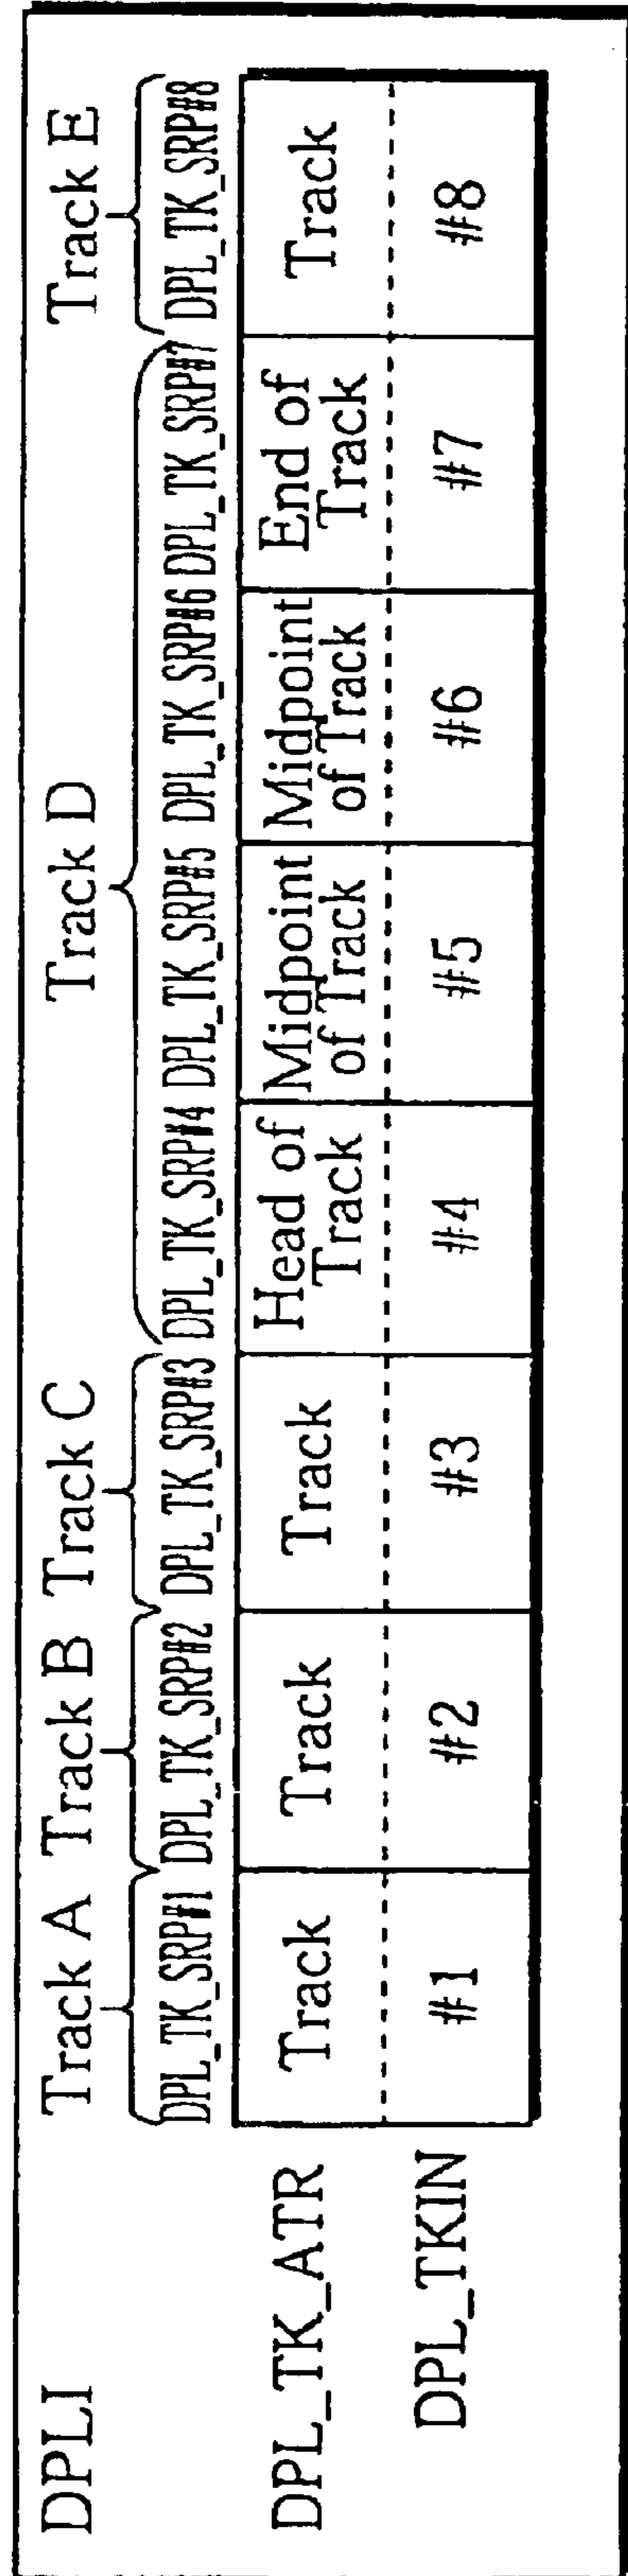 DPLI
Track A Track B Track C Track D Track E
DPL_TK_SRP#1 DPL_TK_SRP#2 DPL_TK_SRP#3 DPL_TK_SRP#4 DPL_TK_SRP#5 DPL_TK_SRP#6 DPL_TK_SRP#7 DPL_TK_SRP#8
DPL_TK_ATR Track Track Track Head of Track Midpoint of Track Midpoint of Track End of Track Track
DPL_TKIN #1 #2 #3 #4 #5 #6 #7 #8